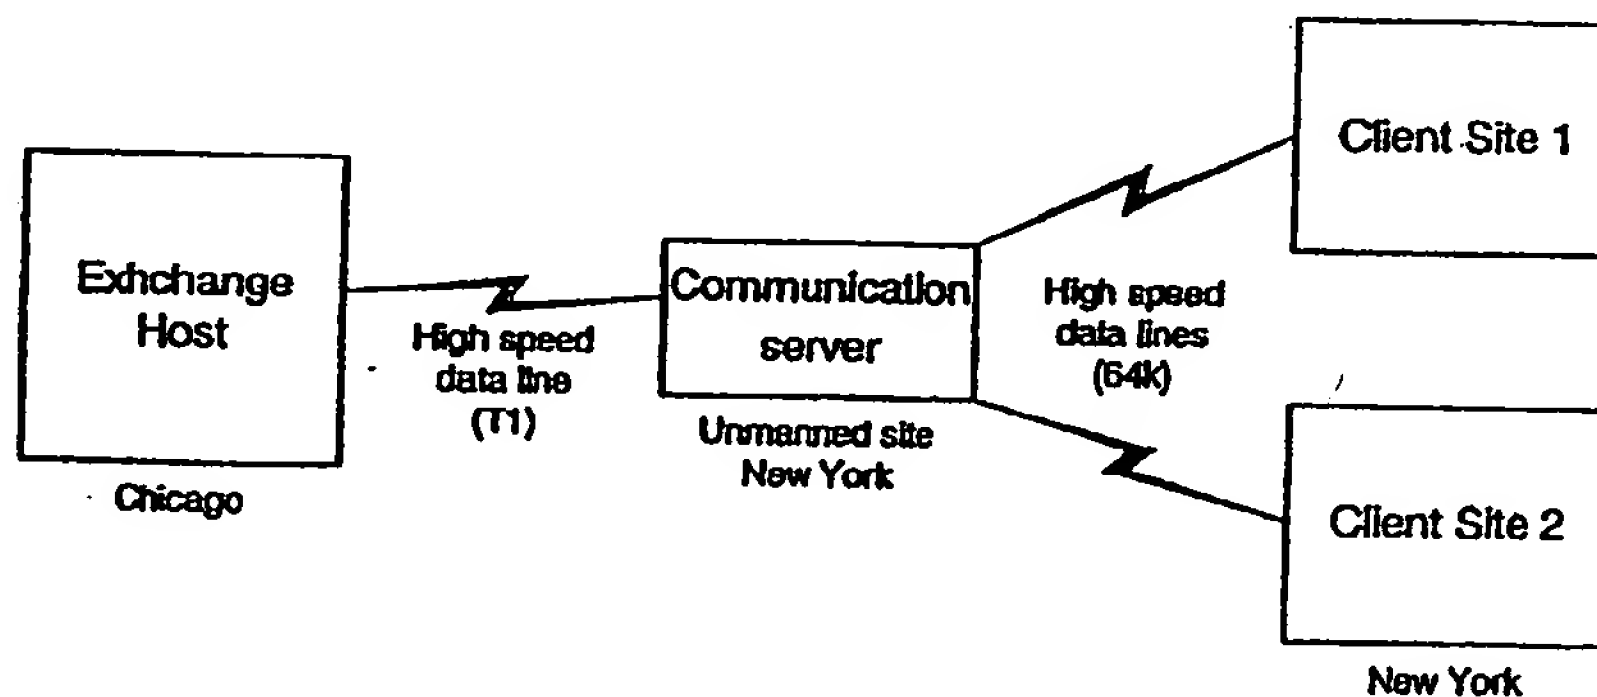 Exhchange
Host
Chicago
High speed
data line
(T1)
Communication
server
Unmanned site
New York
High speed
data lines
(64k)
Client Site 1
Client Site 2
New York